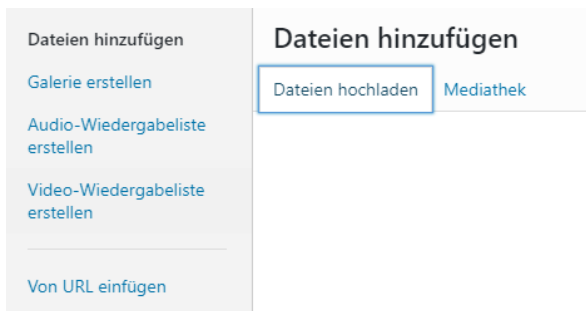 Dateien hinzufügen
Galerie erstellen
Audio-Wiedergabeliste
erstellen
Video-Wiedergabeliste
erstellen
Von URL einfügen
Dateien hinzufügen
Dateien hochladen Mediathek